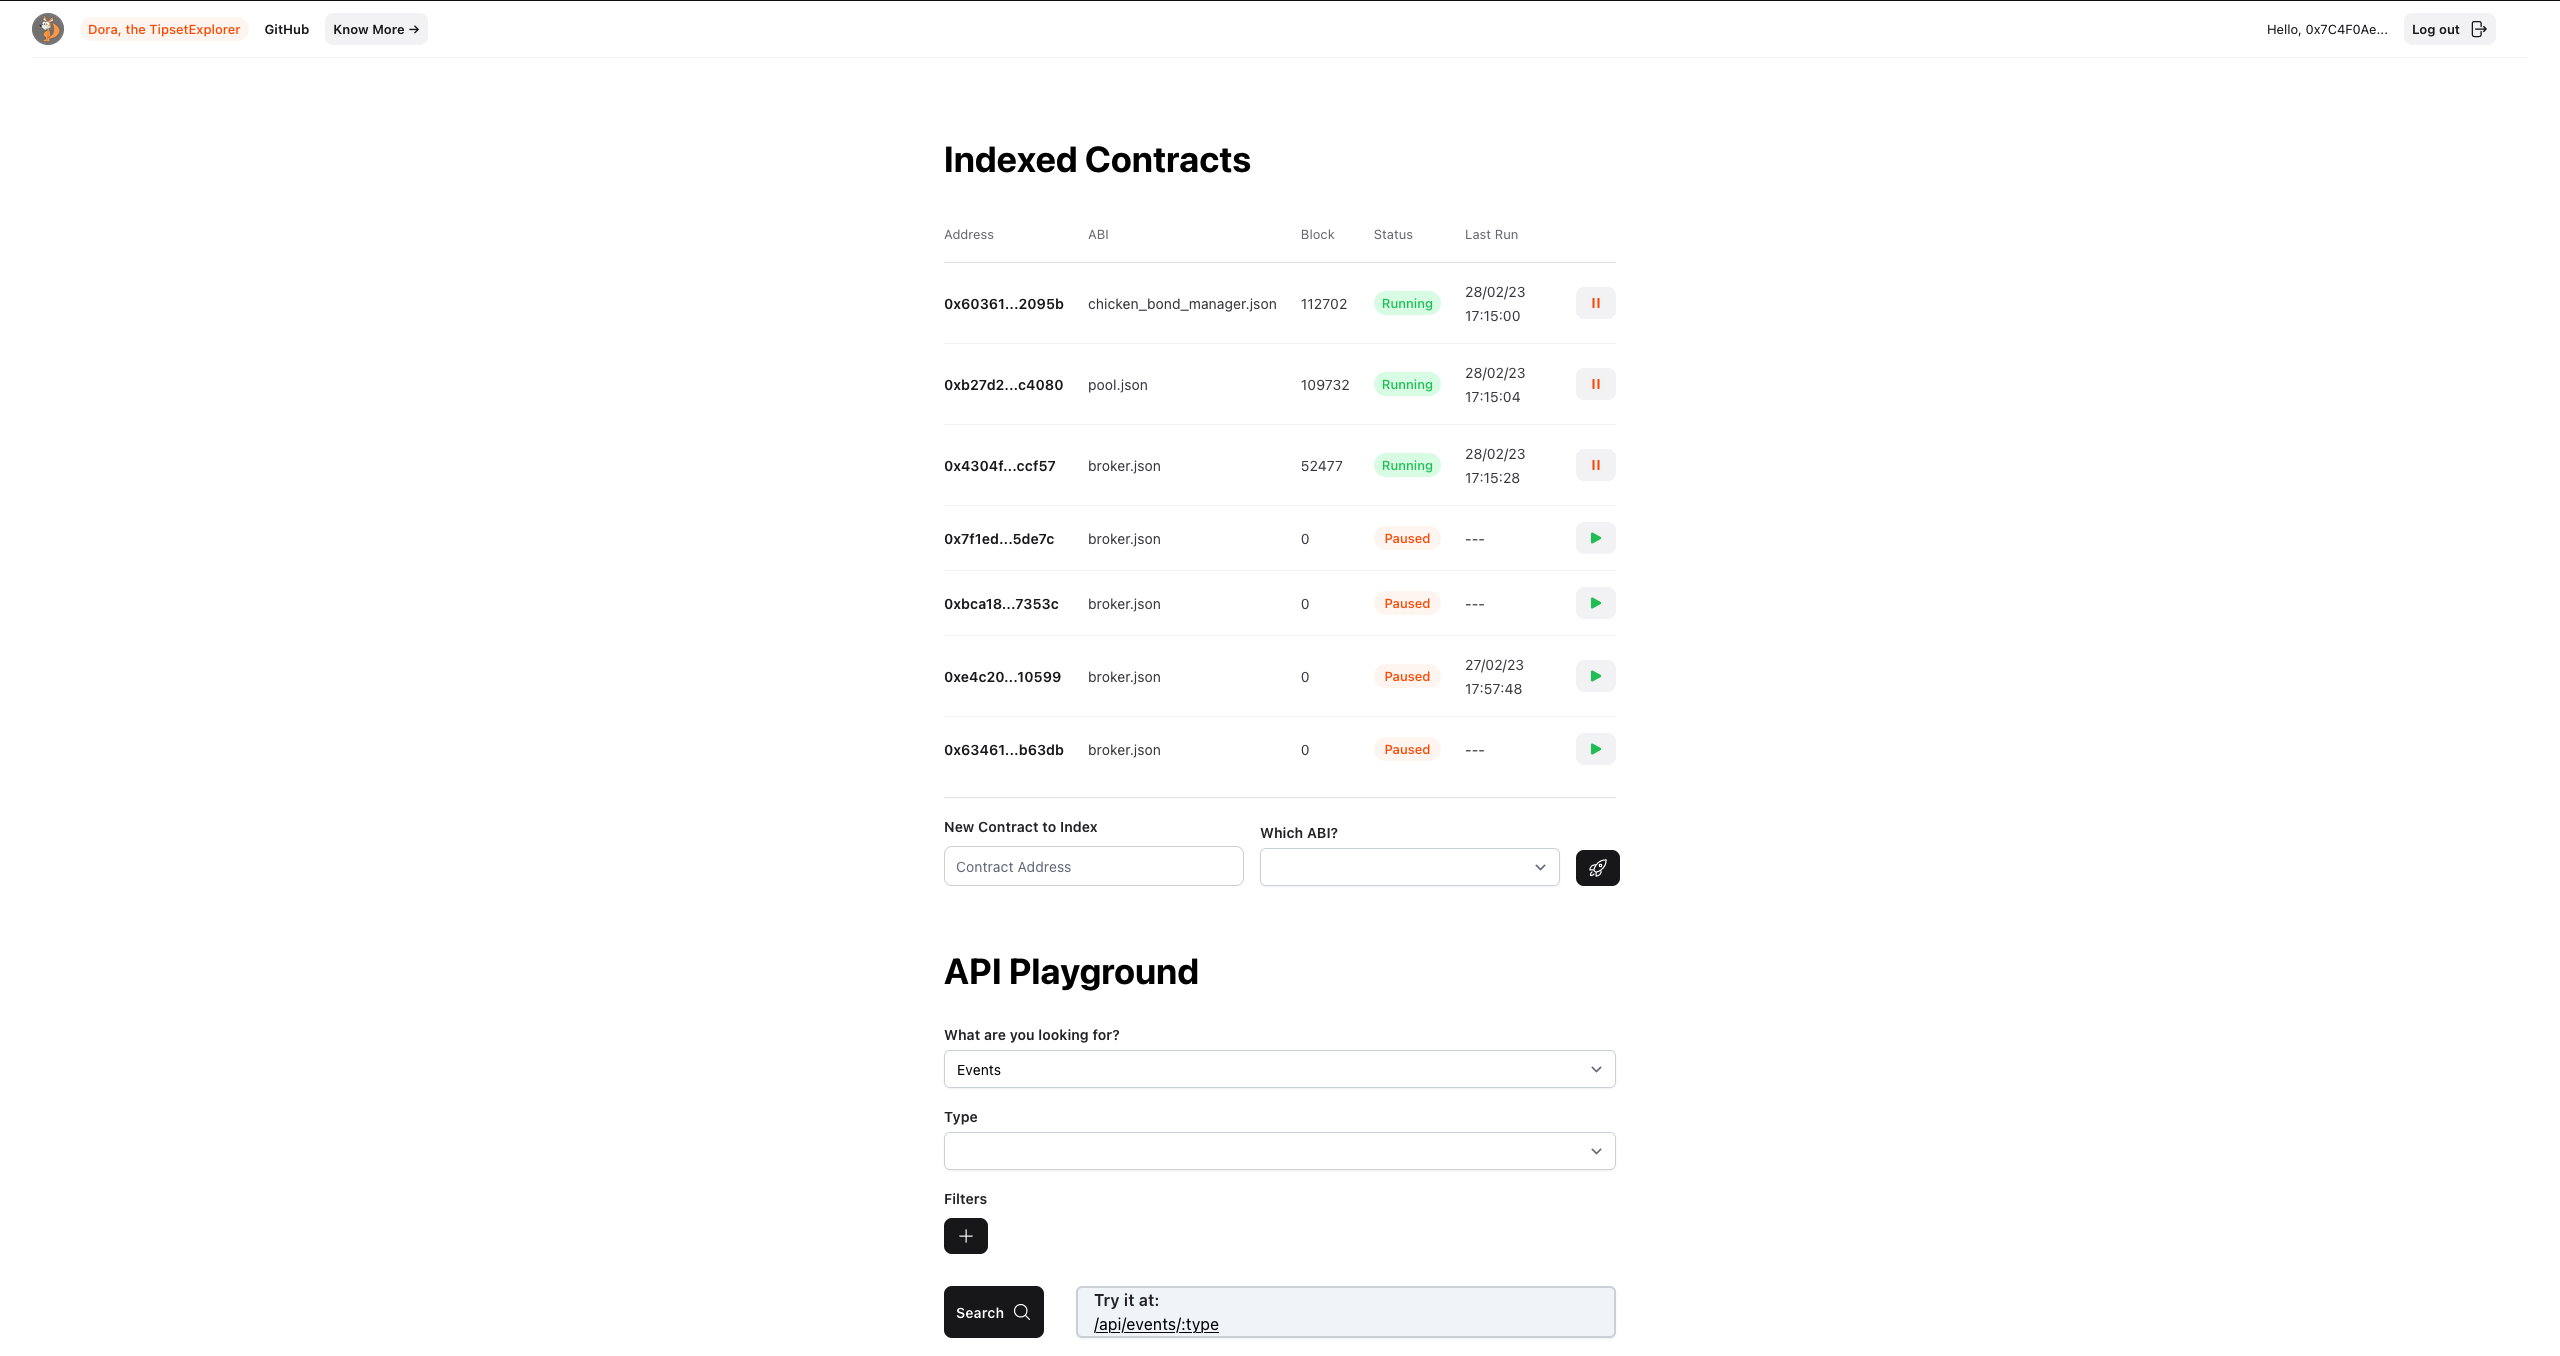 Dora, the TipsetExplorer GitHub Know More → Hello, 0x7C4F0Ae... Log out
Indexed Contracts
Address ABI Block Status Last Run
0x60361...2095b chicken_bond_manager.json 112702 Running 28/02/23
17:15:00
0xb27d2...c4080 pool.json 109732 Running 28/02/23
17:15:04
0x4304f...ccf57 broker.json 52477 Running 28/02/23
17:15:28
0x7f1ed...5de7c broker.json 0 Paused ---
0xbca18...7353c broker.json 0 Paused ---
0xe4c20...10599 broker.json 0 Paused 27/02/23
17:57:48
0x63461...b63db broker.json 0 Paused ---
New Contract to Index Which ABI?
Contract Address
API Playground
What are you looking for?
Events
Type
Filters
Search
Try it at:
/api/events/:type